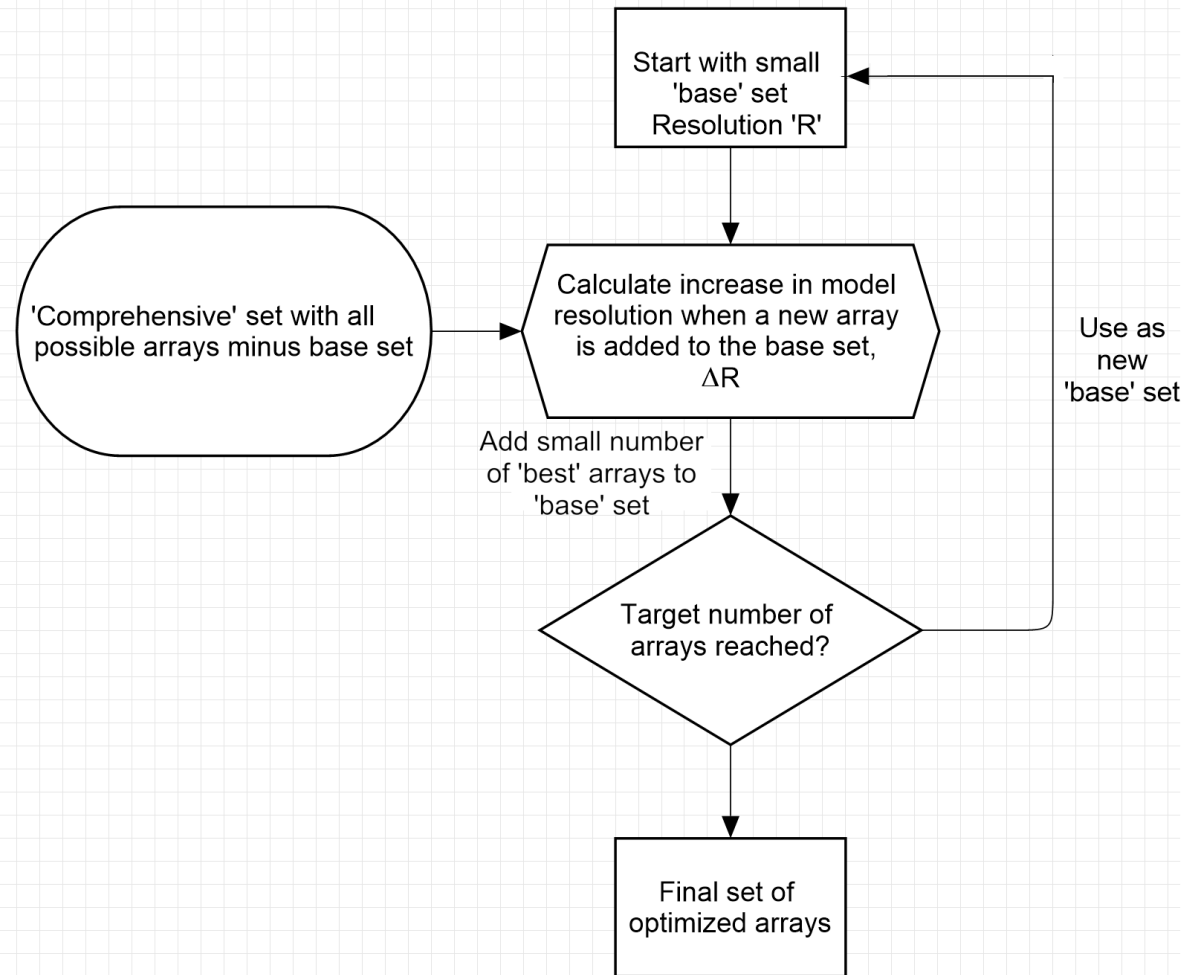 Start with small
'base' set
Resolution 'R'
'Comprehensive' set with all
possible arrays minus base set
Calculate increase in model
resolution when a new array
is added to the base set,
ΔR
Use as
new
'base' set
Add small number
of 'best' arrays to
'base' set
Target number of
arrays reached?
Final set of
optimized arrays